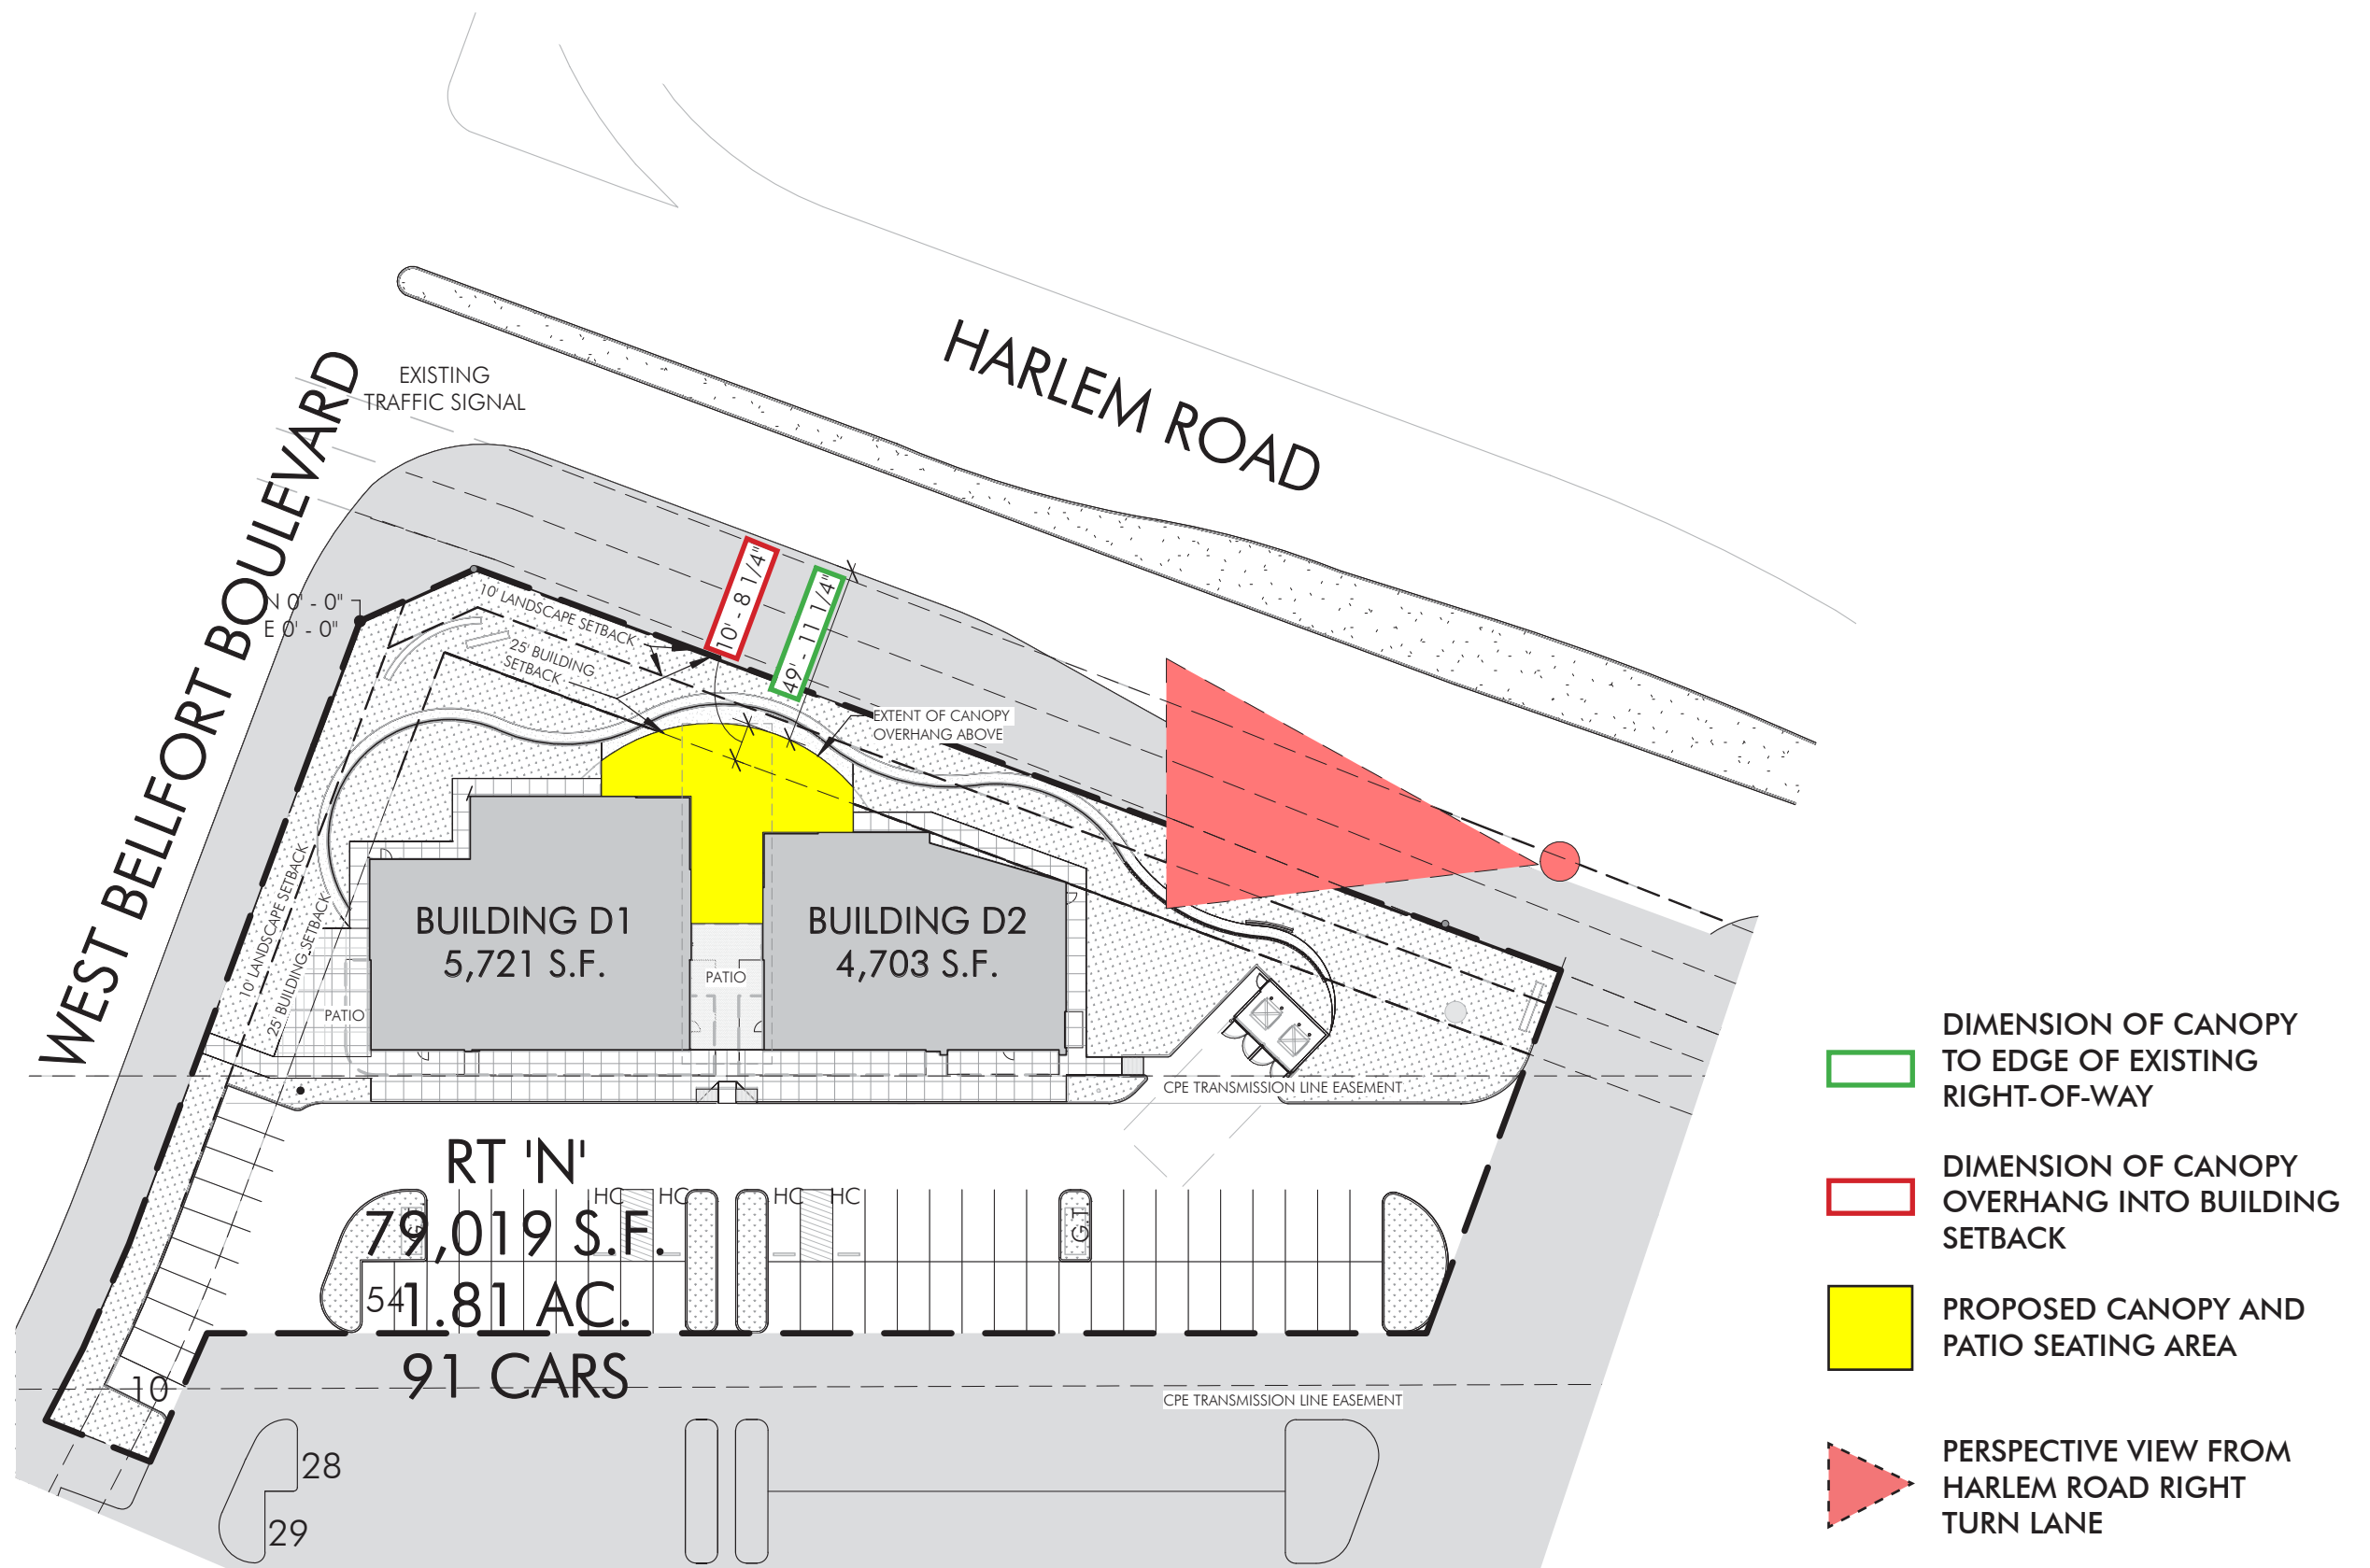 HARLEM ROAD
WEST BELLFORT BOULEVARD
EXISTING
TRAFFIC SIGNAL
N 0' - 0"
E 0' - 0"
10' LANDSCAPE SETBACK
25' BUILDING
SETBACK
10' - 8 1/4"
49' - 11 1/4"
EXTENT OF CANOPY
OVERHANG ABOVE
10' LANDSCAPE SETBACK
25' BUILDING SETBACK
BUILDING D1
5,721 S.F.
BUILDING D2
4,703 S.F.
PATIO
PATIO
CPE TRANSMISSION LINE EASEMENT
RT 'N'
79,019 S.F.
1.81 AC.
91 CARS
HC
HC
HC
HC
G.T
54
10
CPE TRANSMISSION LINE EASEMENT
28
29
DIMENSION OF CANOPY
TO EDGE OF EXISTING
RIGHT-OF-WAY
DIMENSION OF CANOPY
OVERHANG INTO BUILDING
SETBACK
PROPOSED CANOPY AND
PATIO SEATING AREA
PERSPECTIVE VIEW FROM
HARLEM ROAD RIGHT
TURN LANE